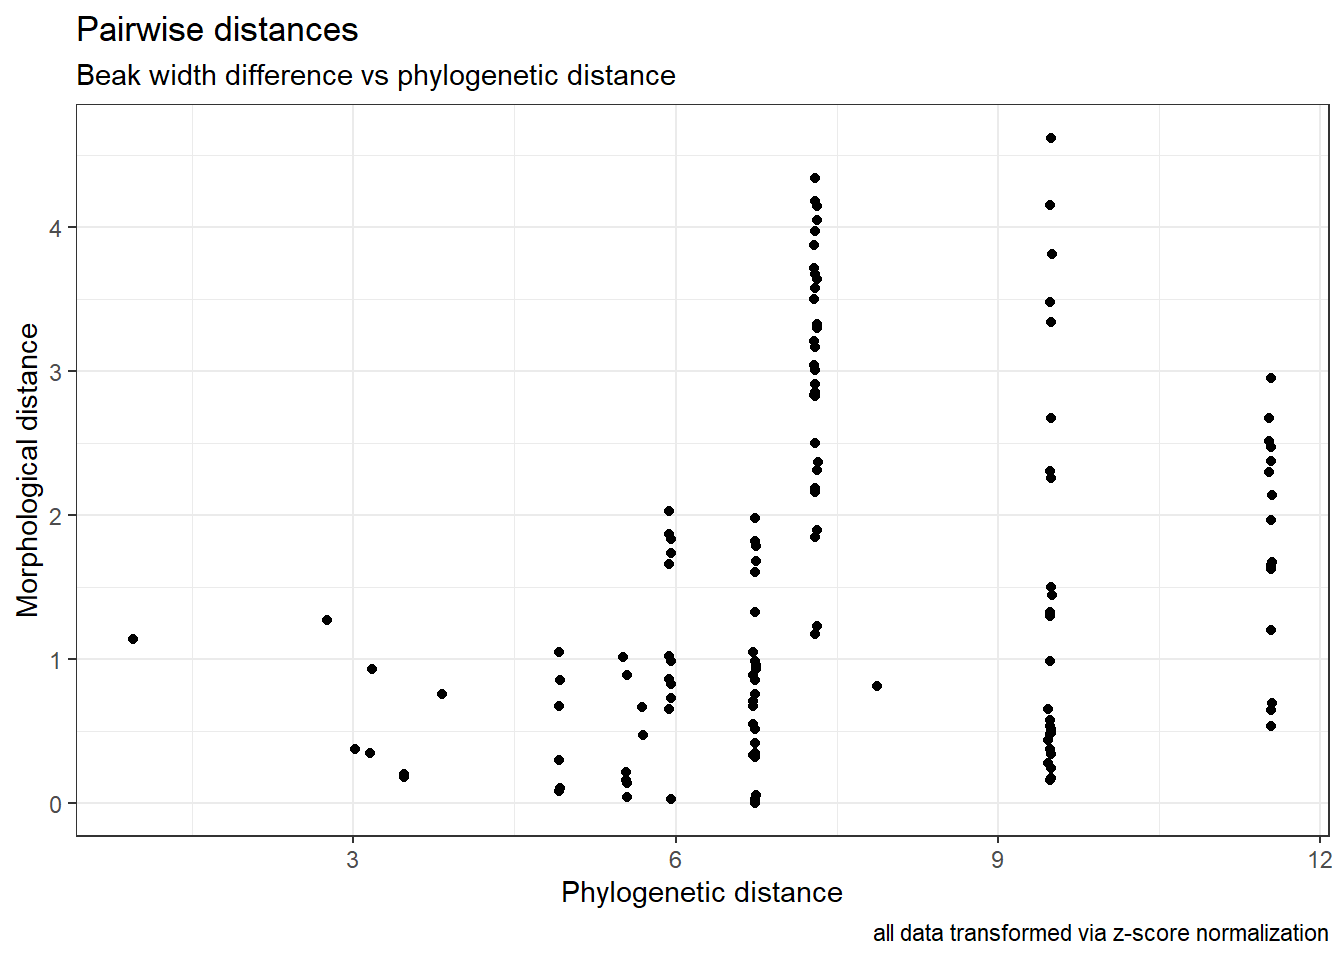 Pairwise distances
Beak width difference vs phylogenetic distance
Morphological distance
4
3
2
1
0
3 6 9 12
Phylogenetic distance
all data transformed via z-score normalization